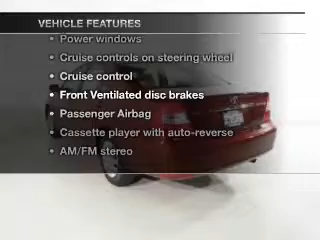 VEHICLE FEATURES
• Power windows
• Cruise controls on steering wheel
• Cruise control
• Front Ventilated disc brakes
• Passenger Airbag
• Cassette player with auto-reverse
• AM/FM stereo